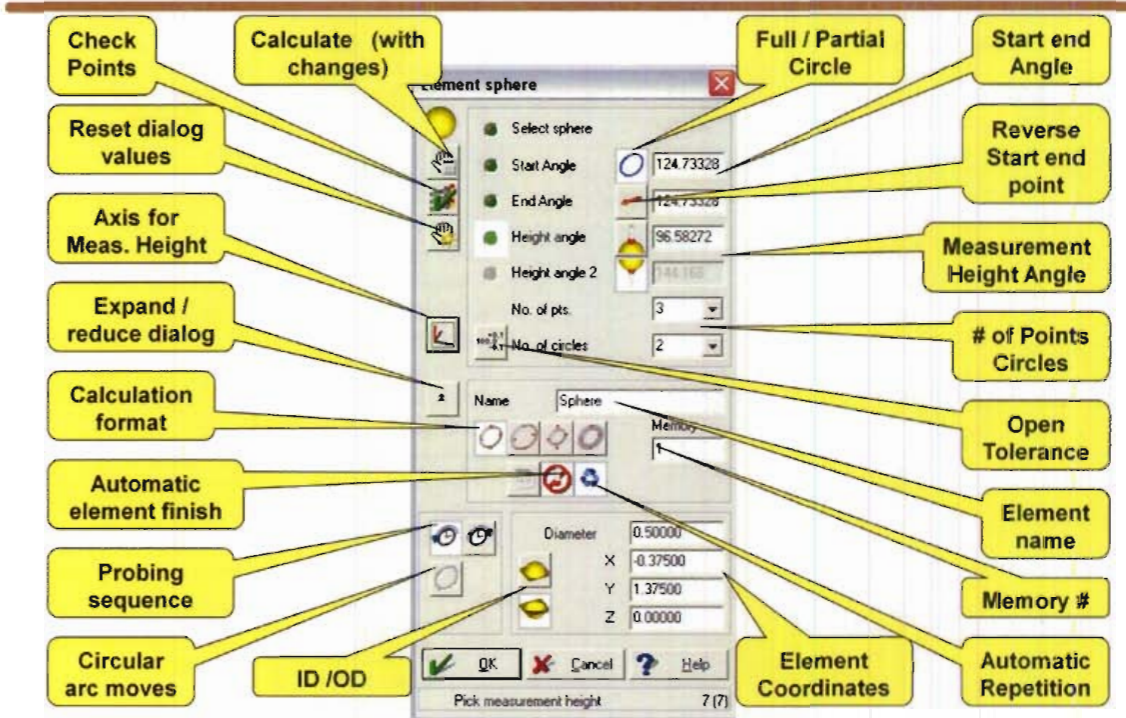 Check
Points
Calculate (with
changes)
Full / Partial
Circle
Start end
Angle
Element sphere
Reset dialog
values
Select sphere
Start Angle
124.73328
Reverse
Start end
point
End Angle
124.73328
Axis for
Meas. Height
Height angle
96.58272
Measurement
Height Angle
Height angle 2
Expand /
reduce dialog
No. of pts.
3
# of Points
Circles
No. of circles
2
Calculation
format
Name
Sphere
Memory
1
Open
Tolerance
Automatic
element finish
Element
name
Probing
sequence
Diameter
0.50000
X
-0.37500
Y
1.37500
Z
0.00000
Memory #
Circular
arc moves
ID /OD
OK
Cancel
Help
Element
Coordinates
Automatic
Repetition
Pick measurement height
7 (7)